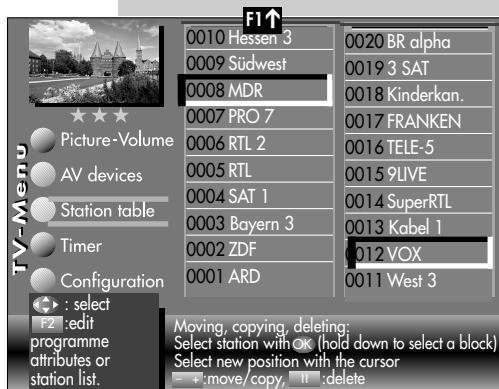 F1↑
0010 Hessen 3
0009 Südwest
0008 MDR
0007 PRO 7
0006 RTL 2
0005 RTL
0004 SAT 1
0003 Bayern 3
0002 ZDF
0001 ARD
0020 BR alpha
0019 3 SAT
0018 Kinderkan.
0017 FRANKEN
0016 TELE-5
0015 9LIVE
0014 SuperRTL
0013 Kabel 1
0012 VOX
0011 West 3
TV-Menu
Picture-Volume
AV devices
Station table
Timer
Configuration
: select
F2 :edit
programme
attributes or
station list.
Moving, copying, deleting:
Select station with OK (hold down to select a block)
Select new position with the cursor
- + :move/copy, II :delete